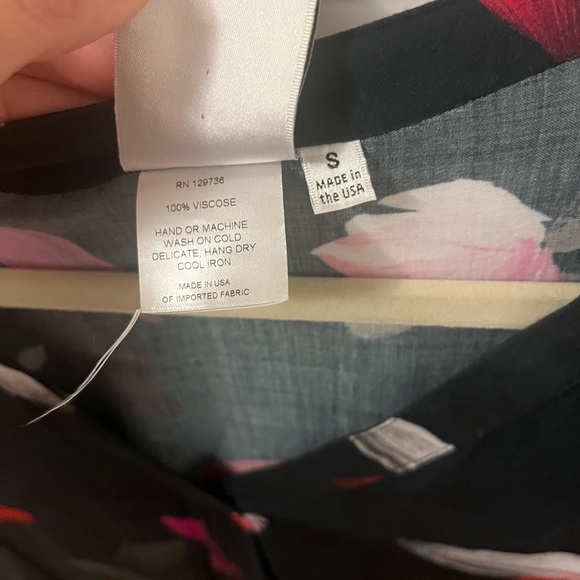 RN 129736
100% VISCOSE
HAND OR MACHINE
WASH ON COLD
DELICATE, HANG DRY
COOL IRON
MADE IN USA
OF IMPORTED FABRIC
S
MADE in
the USA